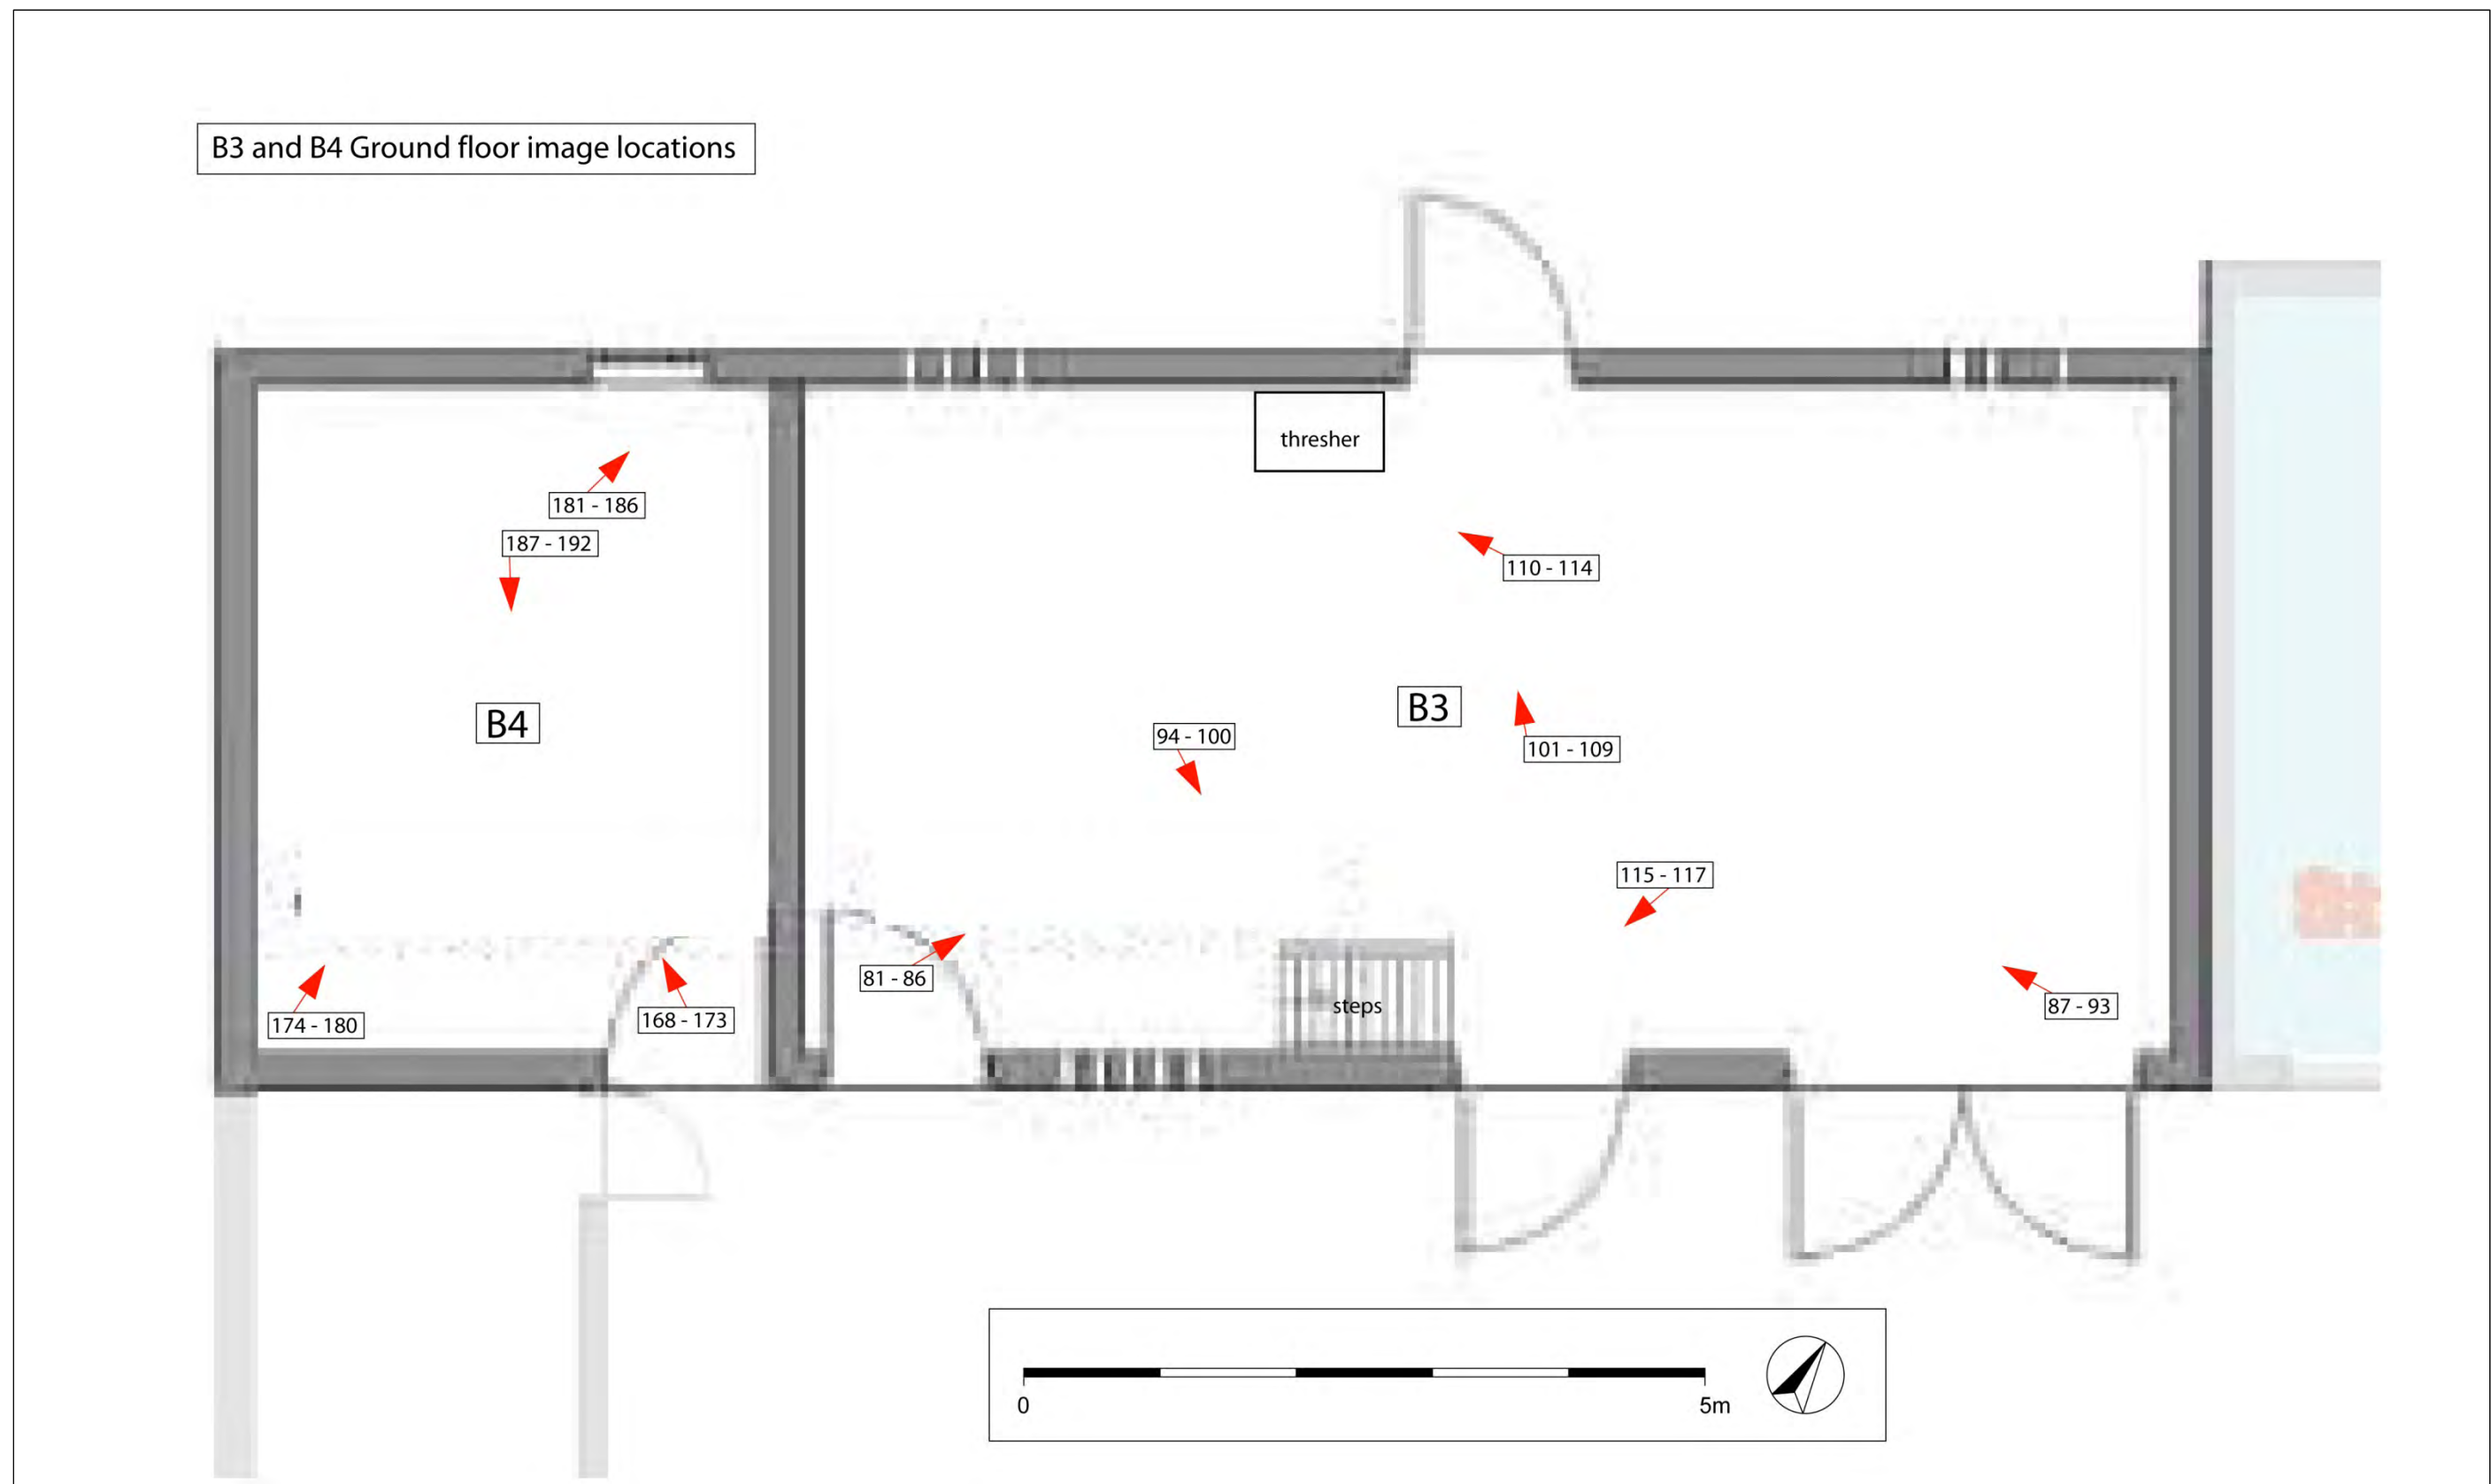 B3 and B4 Ground floor image locations
thresher
181 - 186
187 - 192
110 - 114
B4
B3
94 - 100
101 - 109
115 - 117
81 - 86
87 - 93
174 - 180
168 - 173
steps
0
5m